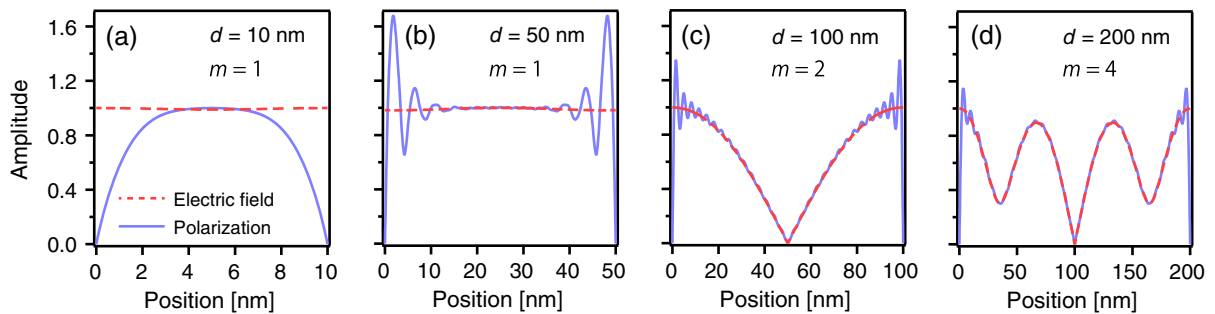 (a)
d = 10 nm
m = 1
Electric field
Polarization
Amplitude
1.6
1.2
0.8
0.4
0.0
0 2 4 6 8 10
Position [nm]
(b)
d = 50 nm
m = 1
0 10 20 30 40 50
Position [nm]
(c)
d = 100 nm
m = 2
0 20 40 60 80 100
Position [nm]
(d)
d = 200 nm
m = 4
0 50 100 150 200
Position [nm]